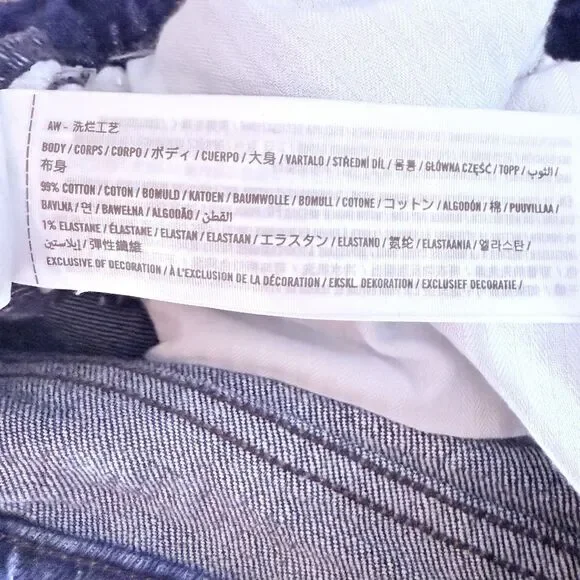 AW - 洗烂工艺
BODY / CORPS / CORPO / ボディ / CUERPO / 大身 / VARTALO / STŘEDNÍ DÍL / 몸통 / GŁÓWNA CZĘŚĆ / TOPP / الثوب /
布身
99% COTTON / COTON / BOMULD / KATOEN / BAUMWOLLE / BOMULL / COTONE / コットン / ALGODÓN / 棉 / PUUVILLAA /
BAVLNA / 면 / BAWEŁNA / ALGODÃO / القطن
1% ELASTANE / ÉLASTANE / ELASTAN / ELASTAAN / エラスタン / ELASTANO / 氨纶 / ELASTAANIA / 엘라스탄 /
إيلاستين / 彈性纖維
EXCLUSIVE OF DECORATION / À L'EXCLUSION DE LA DÉCORATION / EKSKL. DEKORATION / EXCLUSIEF DECORATIE /